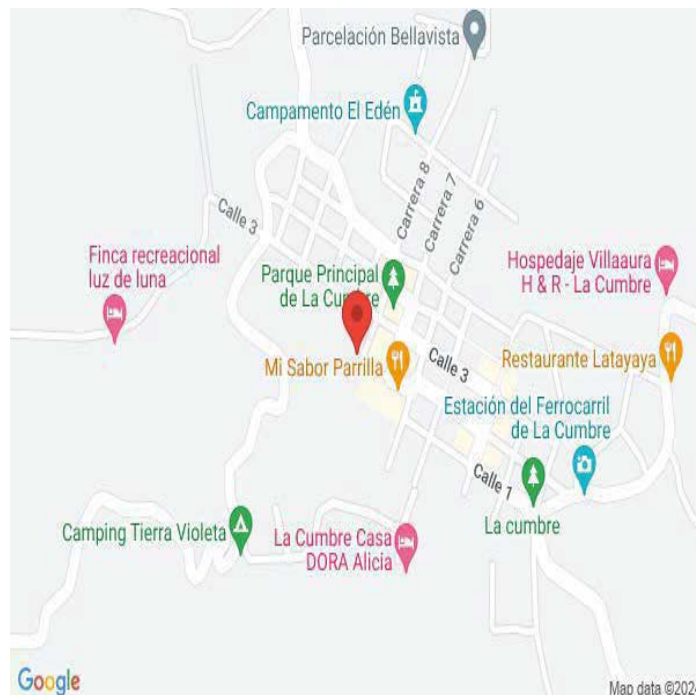 Parcelación Bellavista
Campamento El Edén
Carrera 8
Carrera 7
Carrera 6
Calle 3
Finca recreacional
luz de luna
Parque Principal
de La Cumbre
Hospedaje Villaaura
H & R - La Cumbre
Mi Sabor Parrilla
Calle 3
Restaurante Latayaya
Estación del Ferrocarril
de La Cumbre
Calle 1
La cumbre
Camping Tierra Violeta
La Cumbre Casa
DORA Alicia
Google
Map data ©202